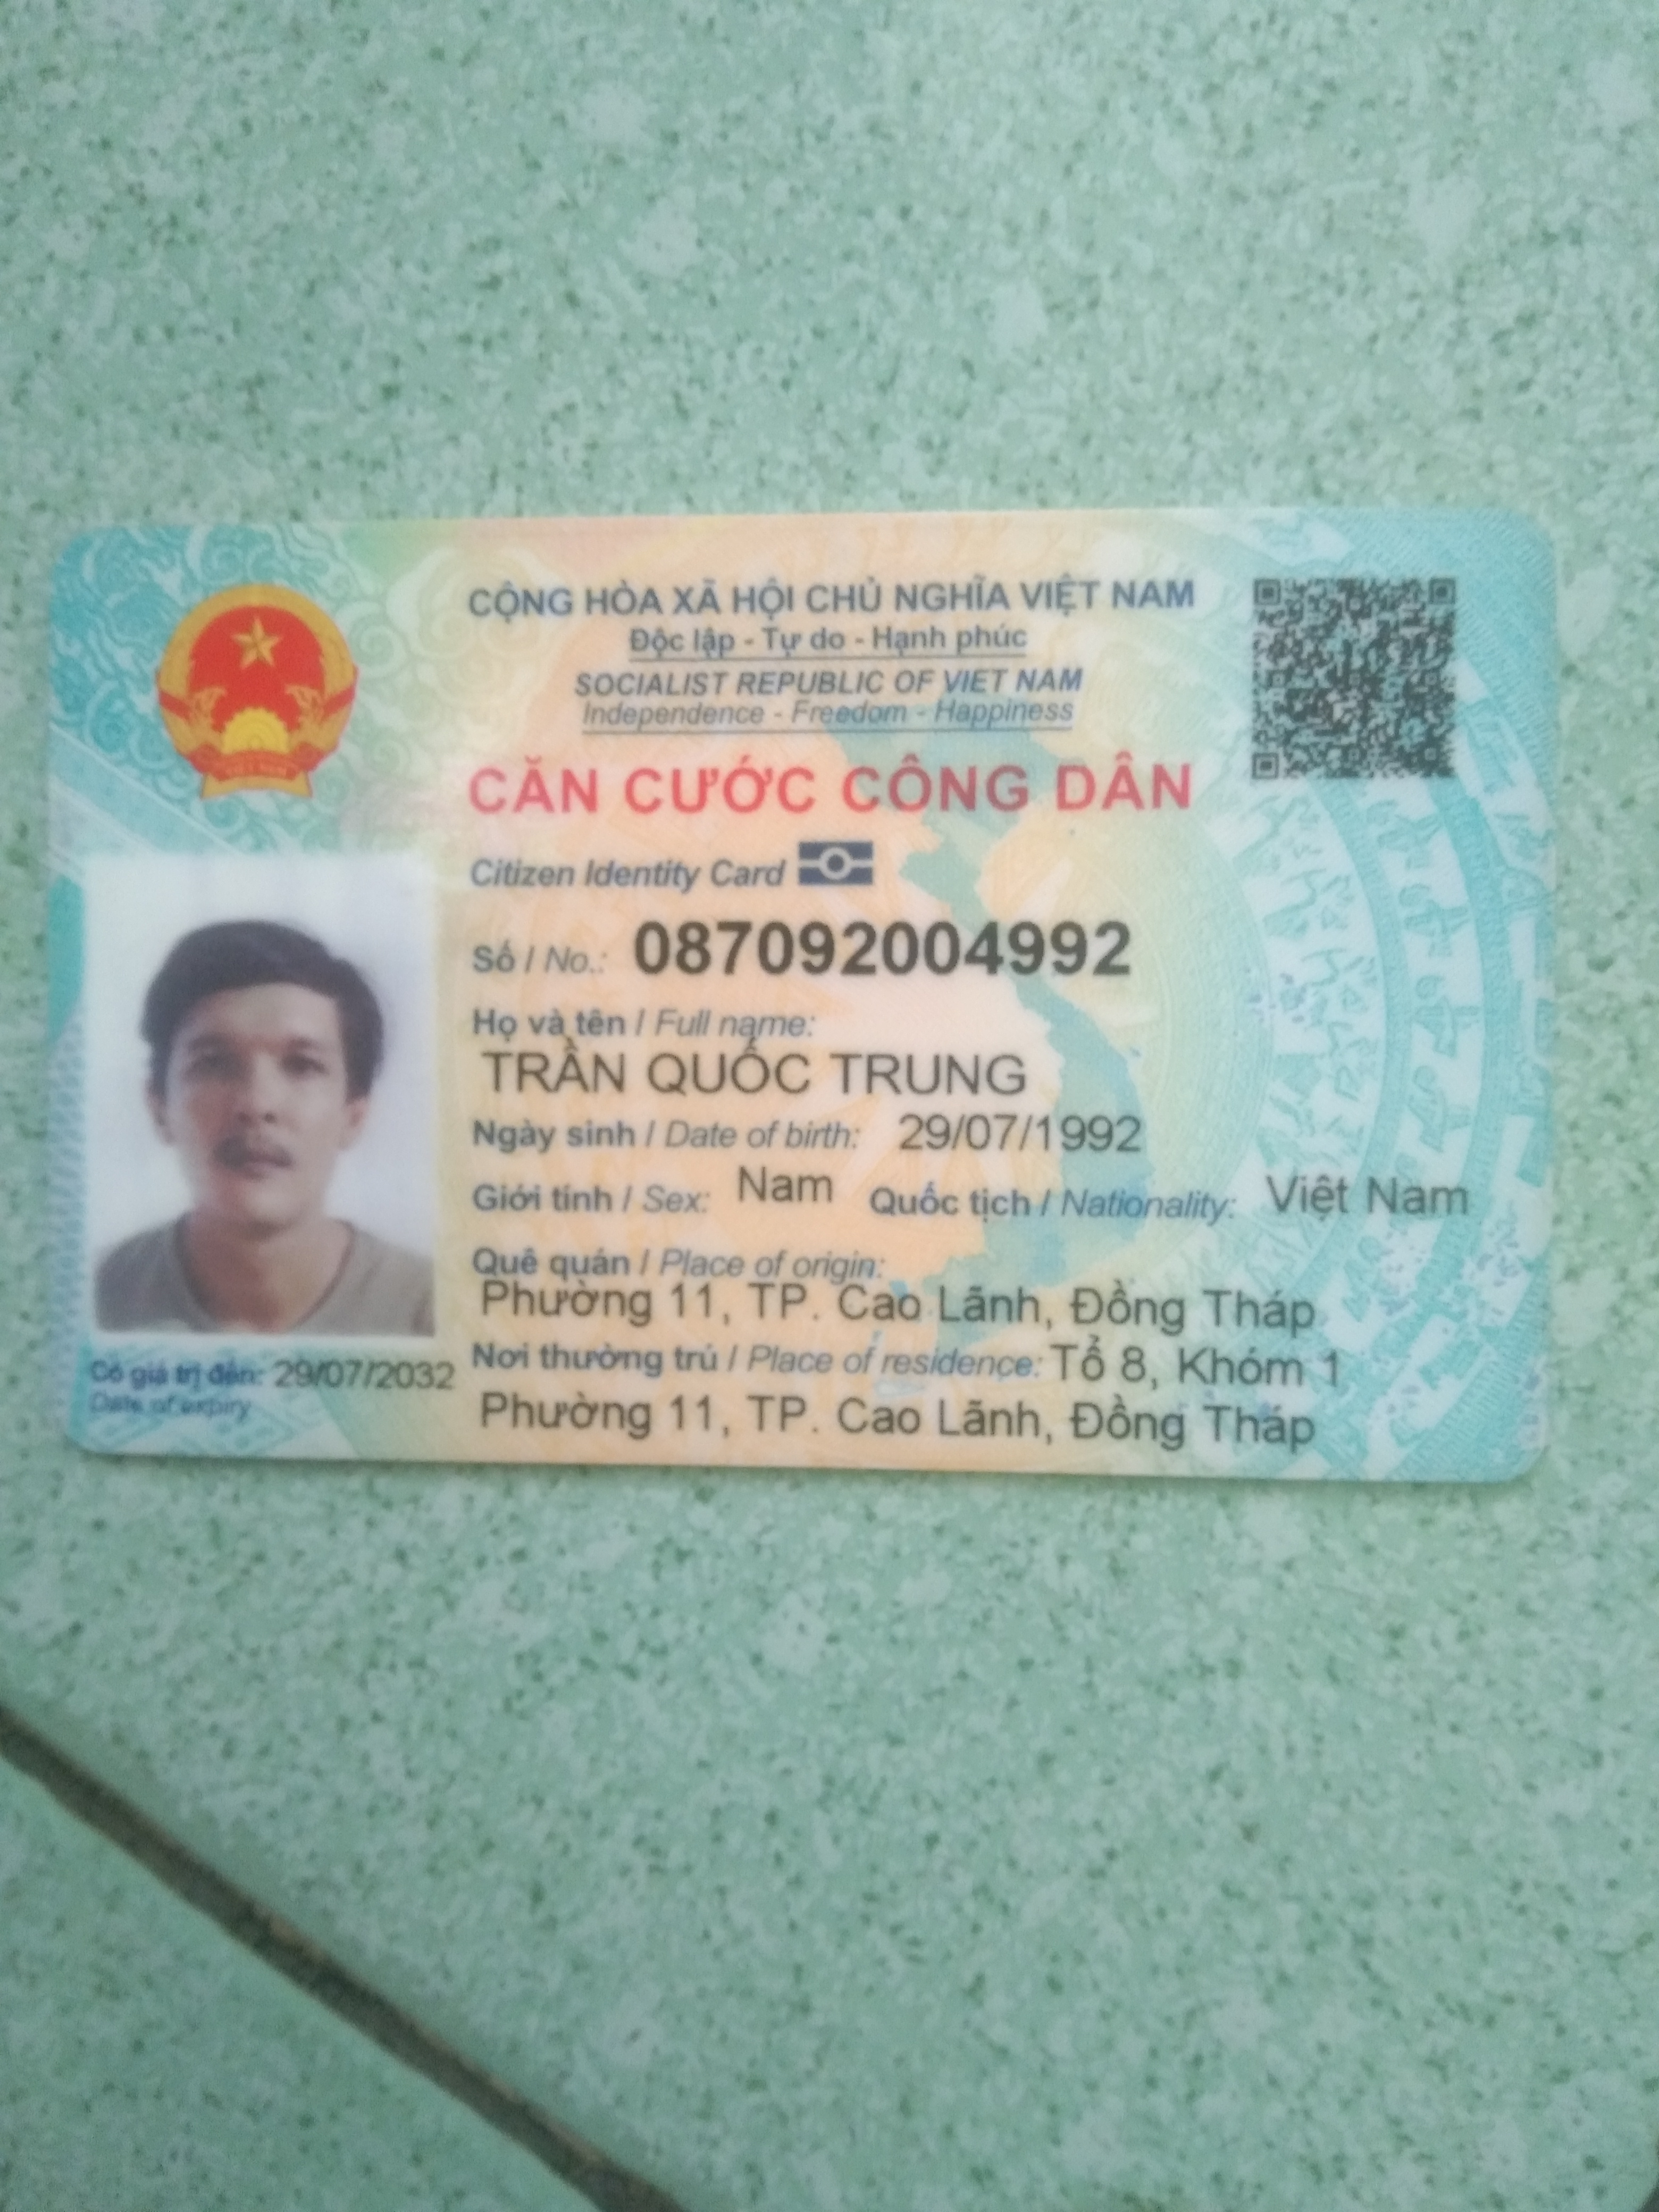 CỘNG HÒA XÃ HỘI CHỦ NGHĨA VIỆT NAM
Độc lập - Tự do - Hạnh phúc
SOCIALIST REPUBLIC OF VIET NAM
Independence - Freedom - Happiness
CĂN CƯỚC CÔNG DÂN
Citizen Identity Card
Số / No.: 087092004992
Họ và tên / Full name:
TRẦN QUỐC TRUNG
Ngày sinh / Date of birth: 29/07/1992
Giới tính / Sex: Nam Quốc tịch / Nationality: Việt Nam
Quê quán / Place of origin:
Phường 11, TP. Cao Lãnh, Đồng Tháp
Nơi thường trú / Place of residence: Tổ 8, Khóm 1
Phường 11, TP. Cao Lãnh, Đồng Tháp
Có giá trị đến: 29/07/2032
Date of expiry